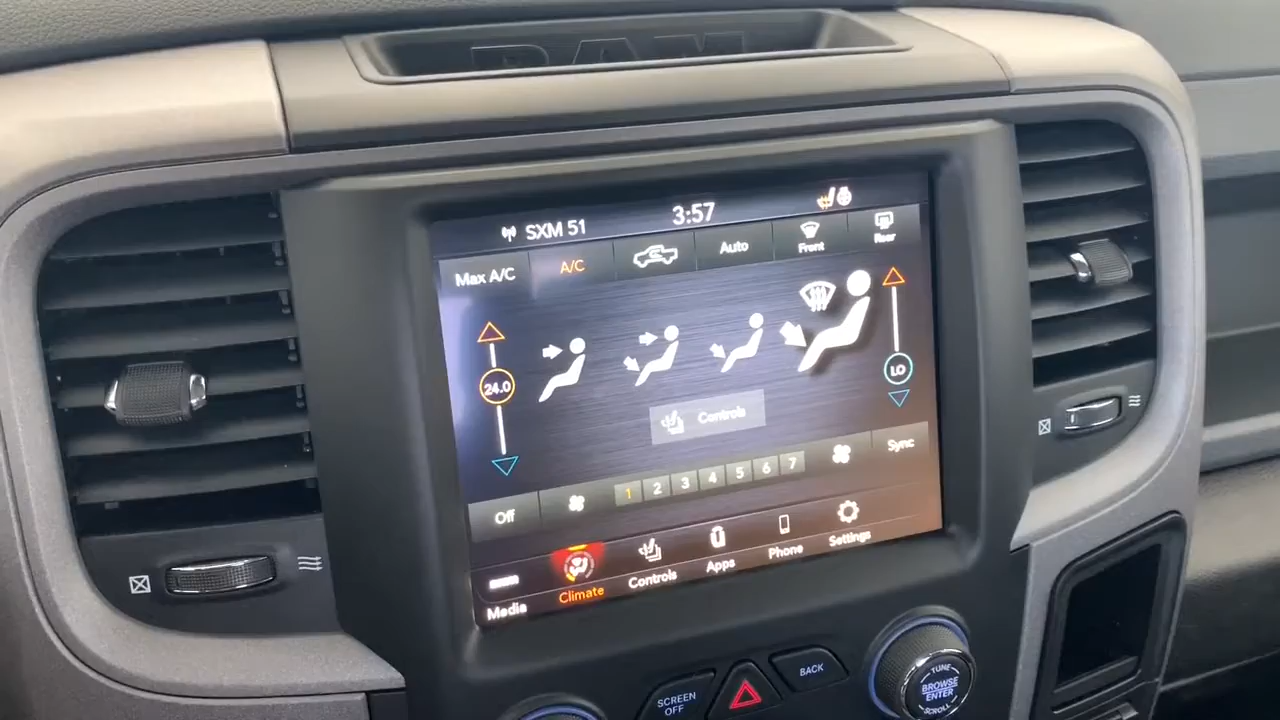 RAM
SXM 51
3:57
Max A/C
A/C
Auto
Front
Rear
24.0
LO
Controls
Sync
1 2 3 4 5 6 7
Off
Media
Climate
Controls
Apps
Phone
Settings
SCREEN
OFF
BACK
TUNE
BROWSE
ENTER
SCROLL